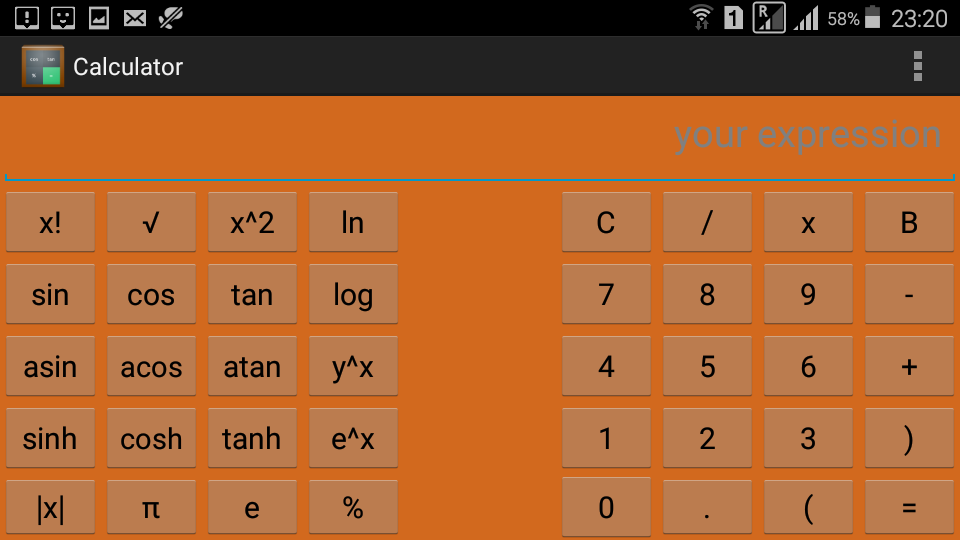 1 R 58% 23:20
Calculator
your expression
x! √ x^2 ln C / x B
sin cos tan log 7 8 9 -
asin acos atan y^x 4 5 6 +
sinh cosh tanh e^x 1 2 3 )
|x| π e % 0 . ( =